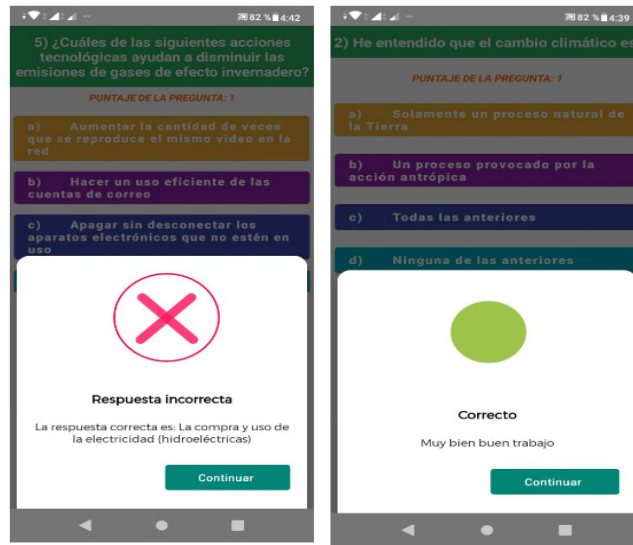 82 % 4:42
5) ¿Cuáles de las siguientes acciones
tecnológicas ayudan a disminuir las
emisiones de gases de efecto invernadero?
PUNTAJE DE LA PREGUNTA: 1
a) Aumentar la cantidad de veces
que se reproduce el mismo video en la
red
b) Hacer un uso eficiente de las
cuentas de correo
c) Apagar sin desconectar los
aparatos electrónicos que no estén en
uso
Respuesta incorrecta
La respuesta correcta es: La compra y uso de
la electricidad (hidroeléctricas)
Continuar
82 % 4:39
2) He entendido que el cambio climático es
PUNTAJE DE LA PREGUNTA: 1
a) Solamente un proceso natural de
la Tierra
b) Un proceso provocado por la
acción antrópica
c) Todas las anteriores
d) Ninguna de las anteriores
Correcto
Muy bien buen trabajo
Continuar